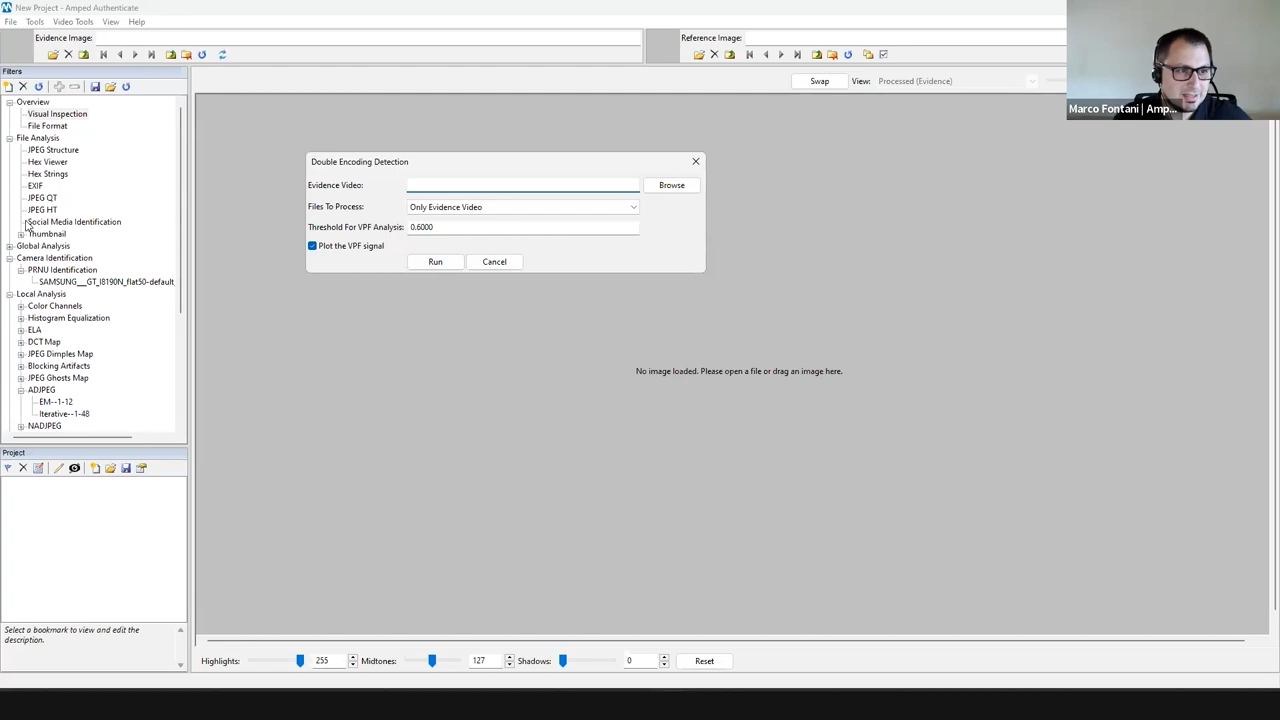 New Project - Amped Authenticate
File Tools Video Tools View Help
Evidence Image:
Reference Image:
Filters
Swap
View: Processed (Evidence)
Marco Fontani | Amp...
Overview
Visual Inspection
File Format
File Analysis
JPEG Structure
Hex Viewer
Hex Strings
EXIF
JPEG QT
JPEG HT
Social Media Identification
Thumbnail
Global Analysis
Camera Identification
PRNU Identification
SAMSUNG__GT_I8190N_flat50-default_
Local Analysis
Color Channels
Histogram Equalization
ELA
DCT Map
JPEG Dimples Map
Blocking Artifacts
JPEG Ghosts Map
ADJPEG
EM--1-12
Iterative--1-48
NADJPEG
Double Encoding Detection
Evidence Video:
Browse
Files To Process: Only Evidence Video
Threshold For VPF Analysis: 0.6000
Plot the VPF signal
Run
Cancel
No image loaded. Please open a file or drag an image here.
Project
Select a bookmark to view and edit the
description.
Highlights: 255 Midtones: 127 Shadows: 0 Reset